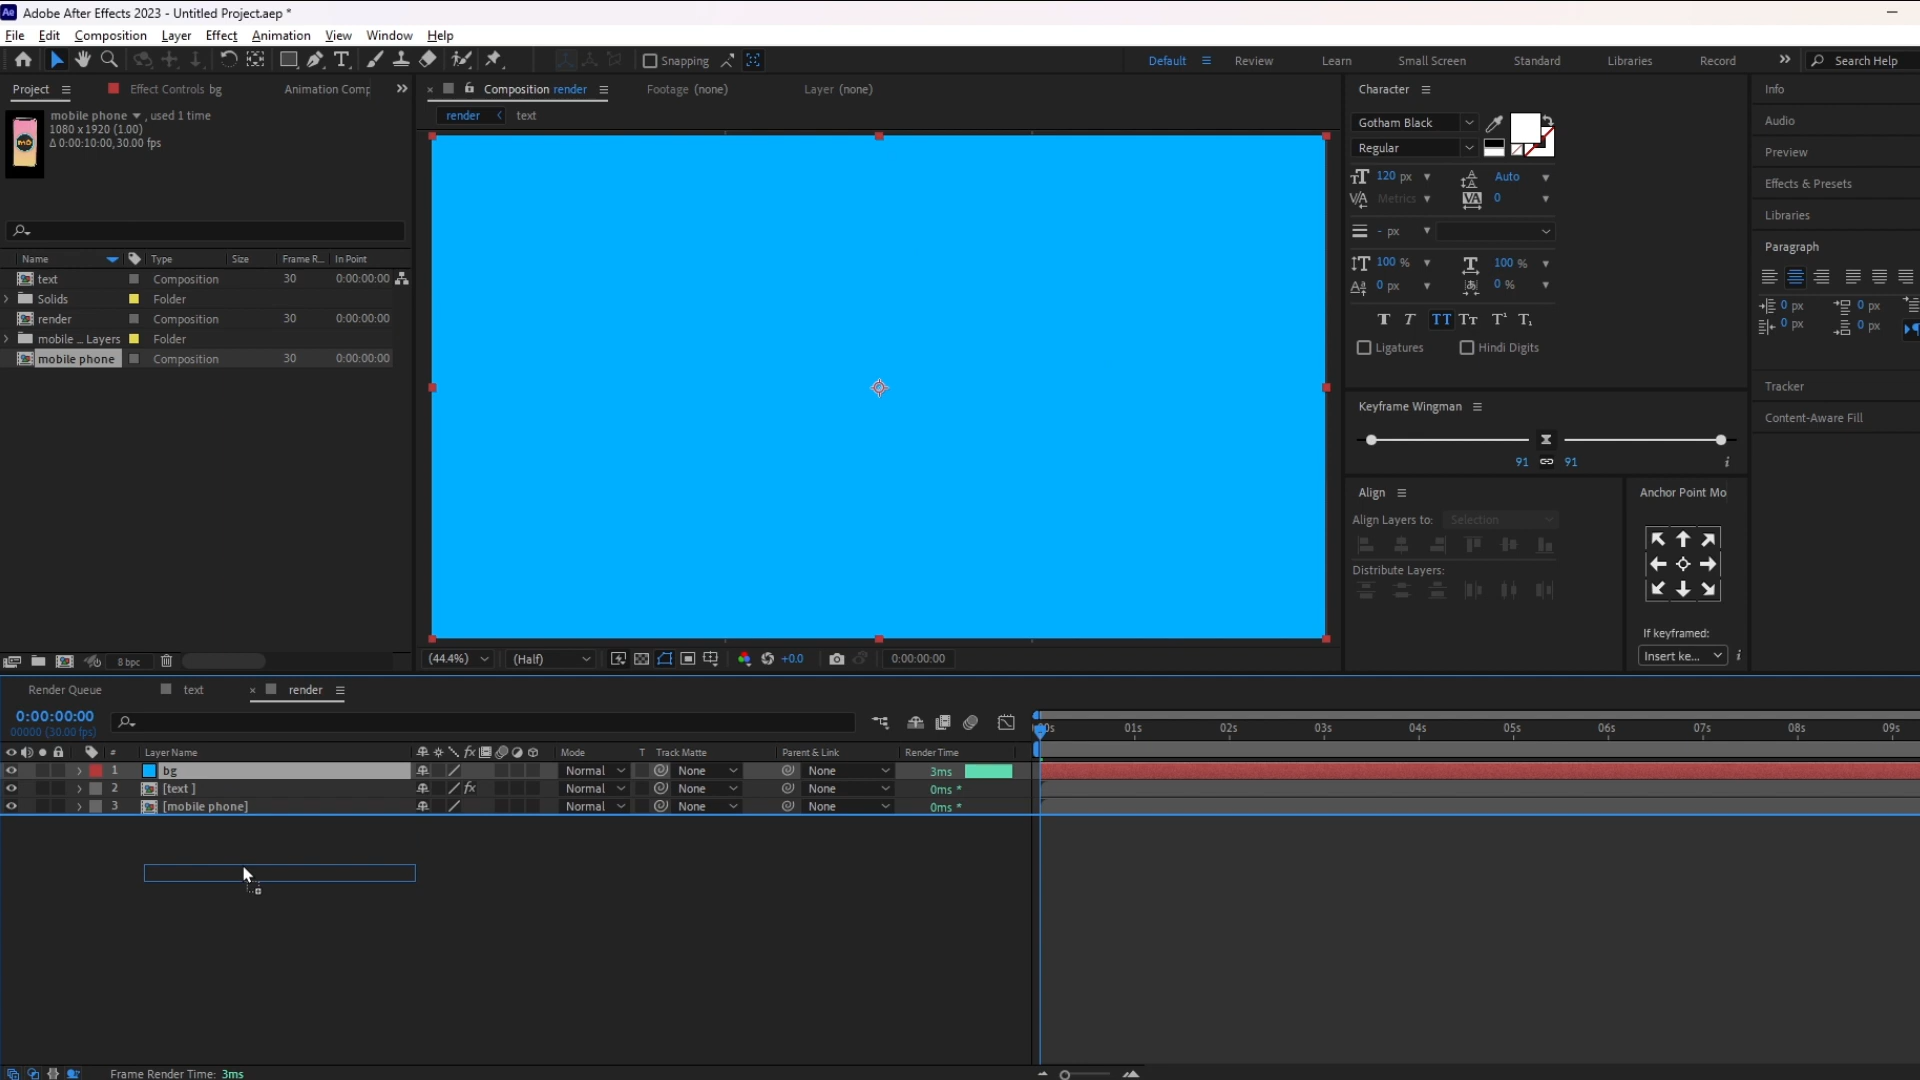 Adobe After Effects 2023 - Untitled Project.aep *
File Edit Composition Layer Effect Animation View Window Help
Snapping Default Review Learn Small Screen Standard Libraries Record Search Help
Project Effect Controls bg Animation Comp
mobile phone , used 1 time
1080 x 1920 (1.00)
Δ 0:00:10:00, 30.00 fps
Name Type Size Frame R... In Point
text Composition 30 0:00:00:00
Solids Folder
render Composition 30 0:00:00:00
mobile ... Layers Folder
mobile phone Composition 30 0:00:00:00
8 bpc
Composition render Footage (none) Layer (none)
render text
(44.4%) (Half) +0.0 0:00:00:00
Character
Gotham Black
Regular
120 px Auto
Metrics 0
- px
100 % 100 %
0 px 0 %
Ligatures Hindi Digits
Keyframe Wingman
91 91
Align
Align Layers to: Selection
Distribute Layers:
Anchor Point Mo
If keyframed:
Insert ke...
Info
Audio
Preview
Effects & Presets
Libraries
Paragraph
0 px 0 px
0 px 0 px
Tracker
Content-Aware Fill
Render Queue text render
0:00:00:00
00000 (30.00 fps)
01s 02s 03s 04s 05s 06s 07s 08s 09s
# Layer Name Mode T Track Matte Parent & Link Render Time
1 bg Normal None None 3ms
2 [text ] Normal None None 0ms *
3 [mobile phone] Normal None None 0ms *
Frame Render Time: 3ms